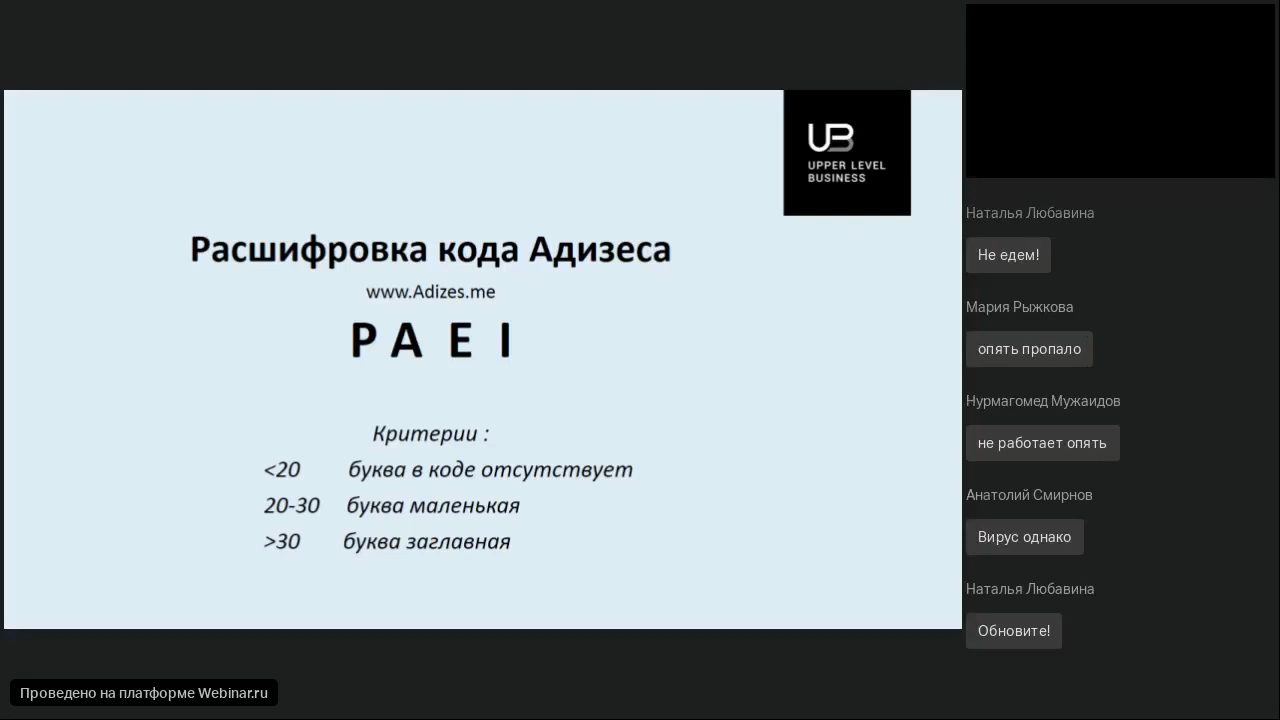 UB
UPPER LEVEL
BUSINESS
Расшифровка кода Адизеса
www.Adizes.me
P A E I
Критерии :
<20 буква в коде отсутствует
20-30 буква маленькая
>30 буква заглавная
Проведено на платформе Webinar.ru
Наталья Любавина
Не едем!
Мария Рыжкова
опять пропало
Нурмагомед Мужаидов
не работает опять
Анатолий Смирнов
Вирус однако
Наталья Любавина
Обновите!